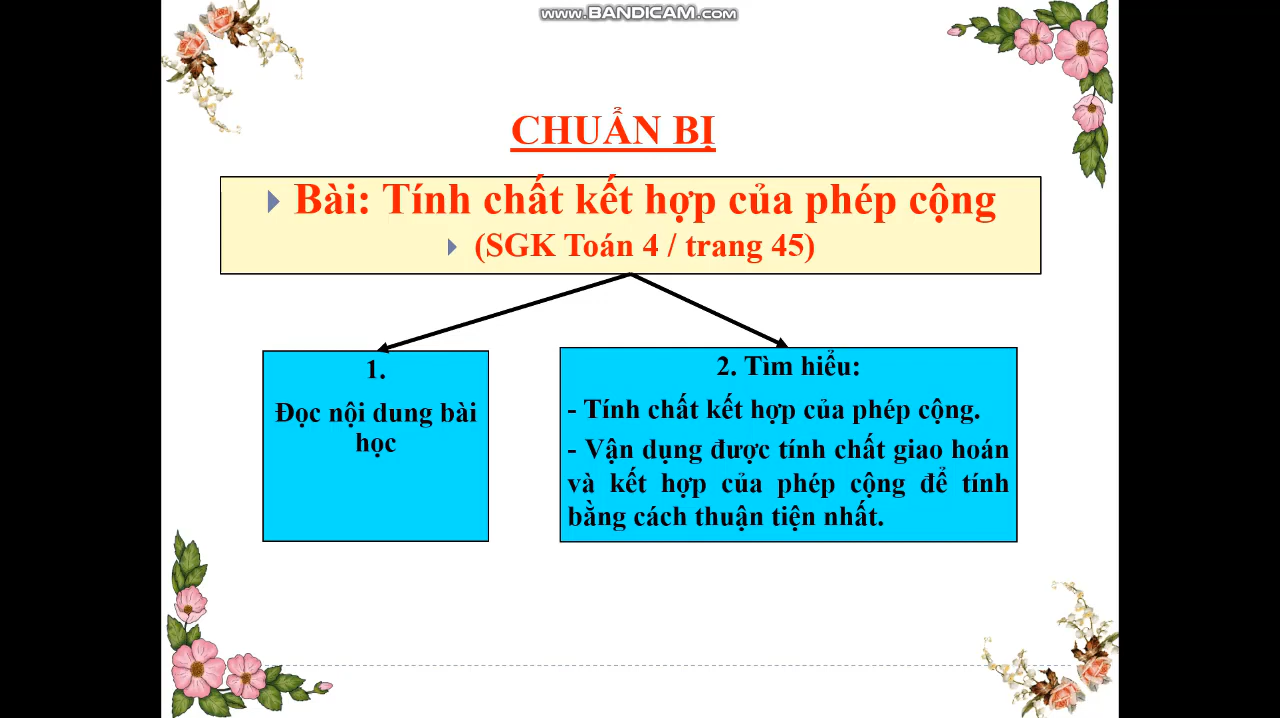 www.BANDICAM.com
CHUẨN BỊ
Bài: Tính chất kết hợp của phép cộng
(SGK Toán 4 / trang 45)
1.
Đọc nội dung bài
học
2. Tìm hiểu:
- Tính chất kết hợp của phép cộng.
- Vận dụng được tính chất giao hoán
và kết hợp của phép cộng để tính
bằng cách thuận tiện nhất.